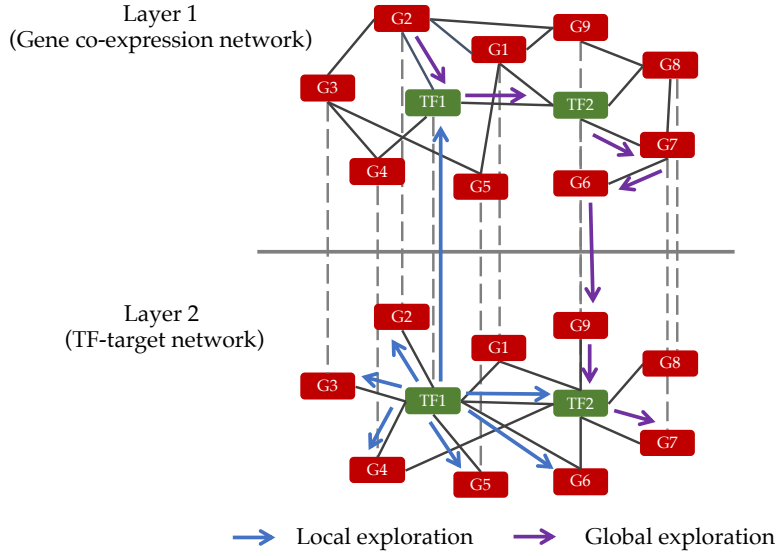 Layer 1
(Gene co-expression network)
G2
G9
G1
G8
G3
TF1
TF2
G7
G4
G5
G6
Layer 2
(TF-target network)
G2
G9
G1
G8
G3
TF1
TF2
G7
G4
G5
G6
Local exploration
Global exploration